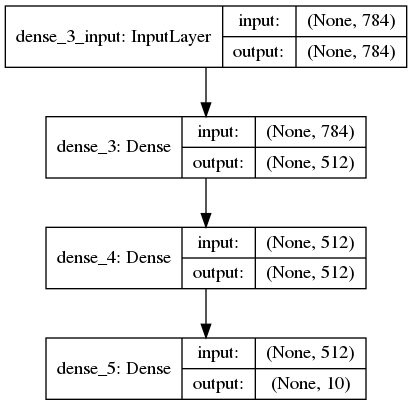 dense_3_input: InputLayer
input: (None, 784)
output: (None, 784)
dense_3: Dense
input: (None, 784)
output: (None, 512)
dense_4: Dense
input: (None, 512)
output: (None, 512)
dense_5: Dense
input: (None, 512)
output: (None, 10)